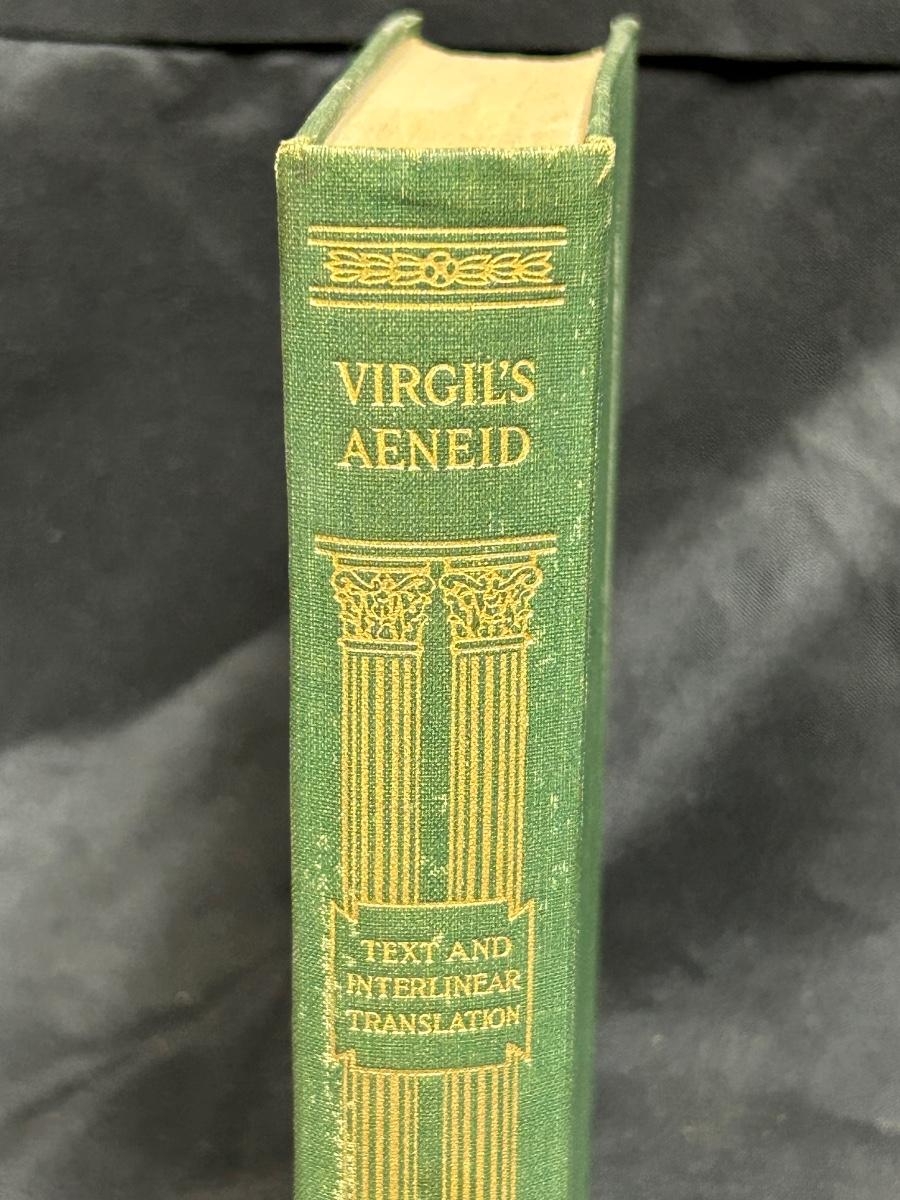 VIRGIL'S
AENEID
TEXT AND
INTERLINEAR
TRANSLATION